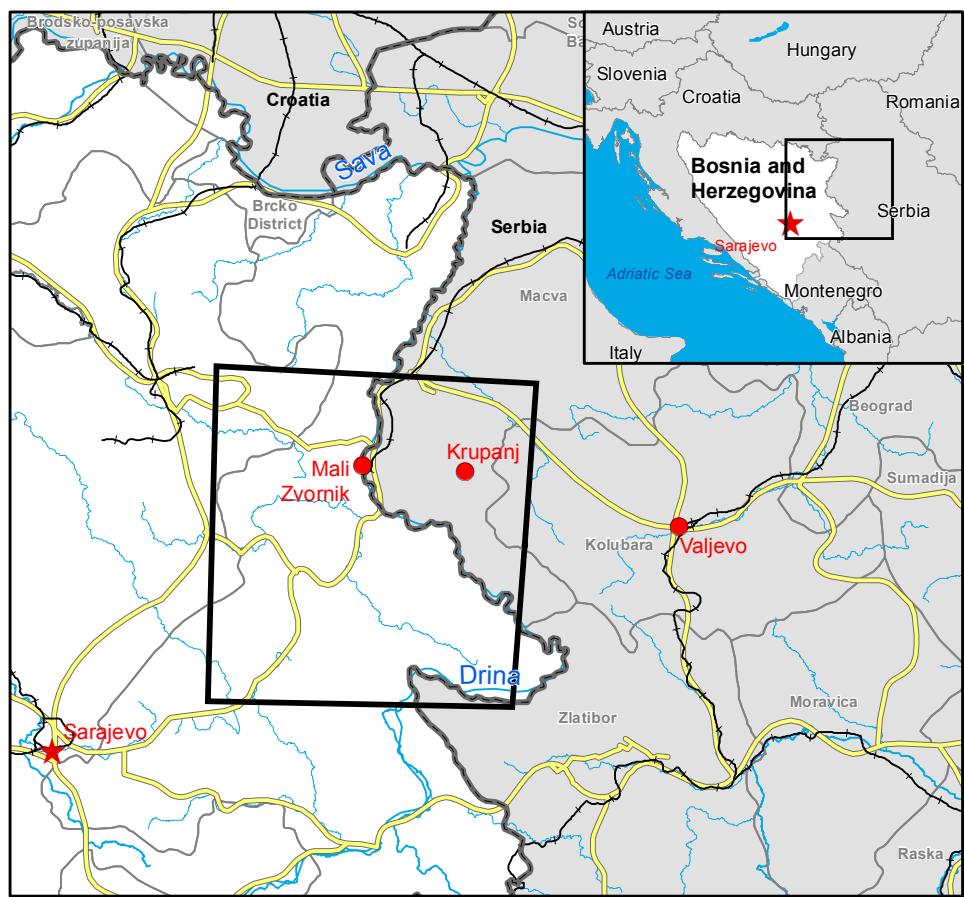 Brodsko-posavska
zupanija
Croatia
Sava
Brcko
District
Serbia
Macva
Mali
Zvornik
Krupanj
Beograd
Sumadija
Kolubara
Valjevo
Drina
Zlatibor
Moravica
Sarajevo
Raska
Austria
Hungary
Slovenia
Croatia
Romania
Bosnia and
Herzegovina
Serbia
Sarajevo
Adriatic Sea
Montenegro
Albania
Italy